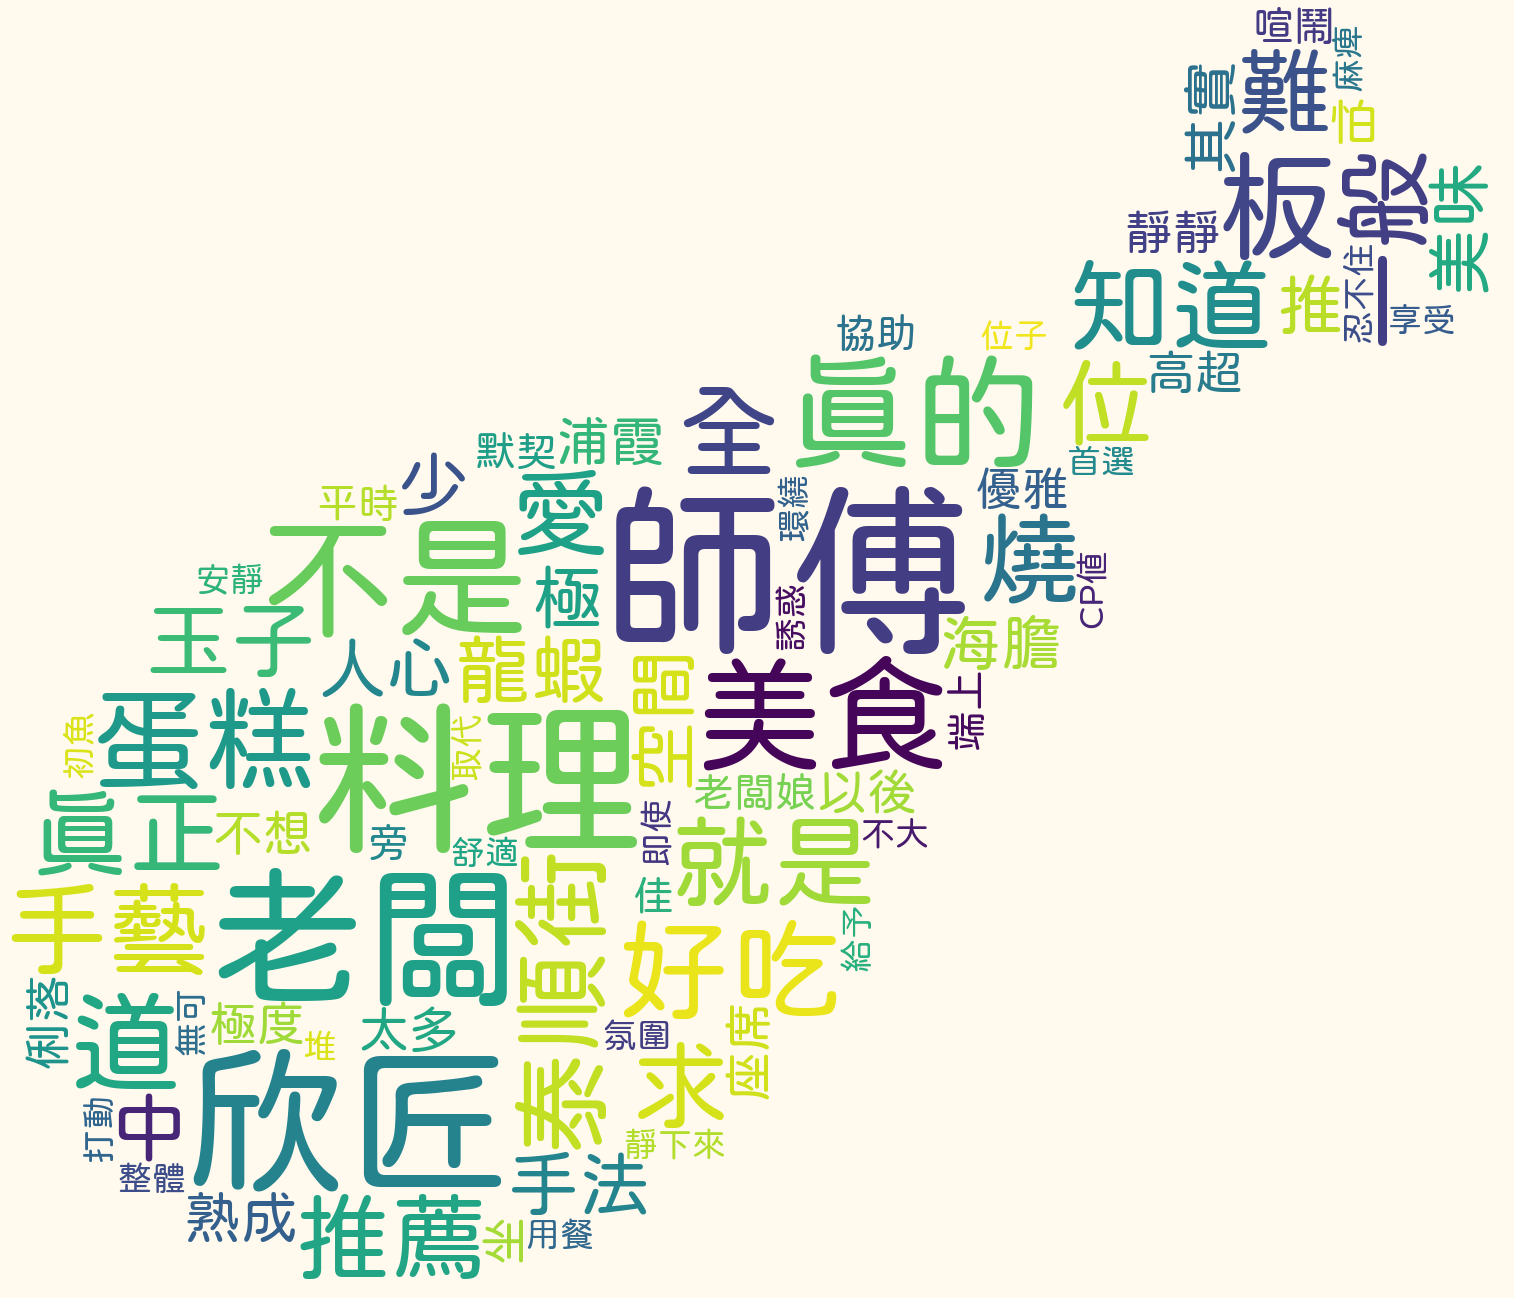 喧鬧
麻痺
難
其實
怕
板
一般
美味
靜靜
知道
推
忍不住
享受
協助
位子
高超
真的
位
全
首選
浦霞
默契
少
平時
愛
環繞
優雅
師傅
不是
燒
CP值
安靜
極
誘惑
玉子
海膽
人心
龍蝦
空間
美食
端上
蛋糕
初魚
料理
取代
老闆娘
以後
真正
不想
旁
舒適
即使
就是
不大
佳
手藝
老闆
泰順街
好吃
給予
俐落
道
無可
極度
堆
太多
氛圍
座席
求
欣匠
打動
中
靜下來
整體
手法
熟成
推薦
坐
用餐